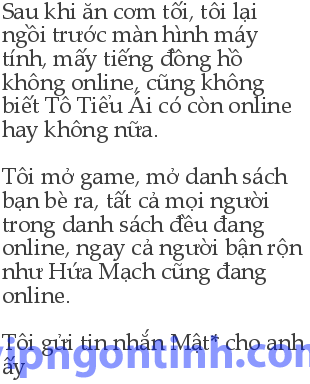 Sau khi ăn cơm tối, tôi lại
ngồi trước màn hình máy
tính, mấy tiếng đồng hồ
không online, cũng không
biết Tô Tiểu Ái có còn online
hay không nữa.
Tôi mở game, mở danh sách
bạn bè ra, tất cả mọi người
trong danh sách đều đang
online, ngay cả người bận rộn
như Hứa Mạch cũng đang
online.
Tôi gửi tin nhắn Mật* cho anh
ấy
vipngontinh.com